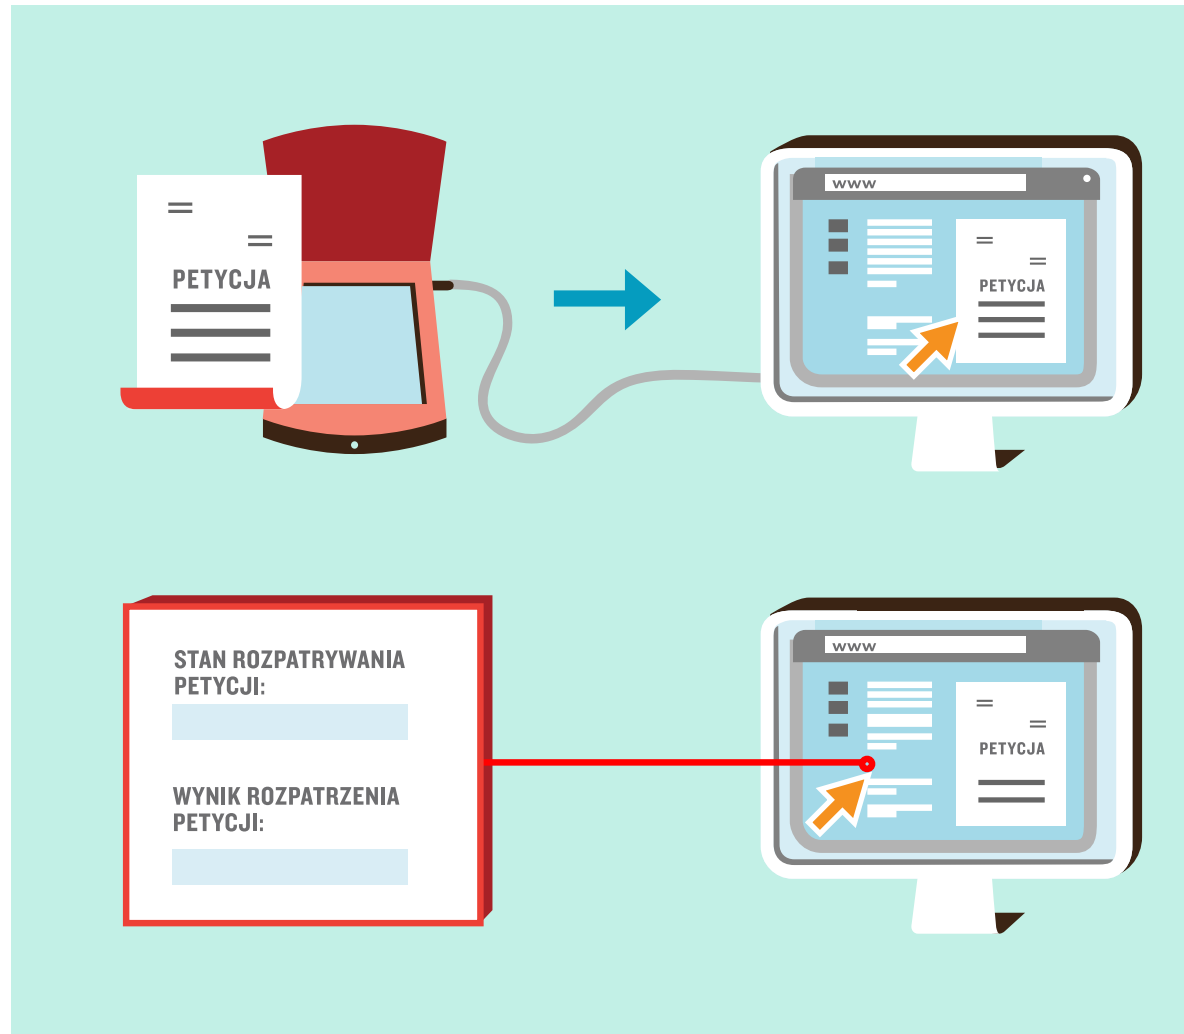 PETYCJA
www
PETYCJA
STAN ROZPATRYWANIA
PETYCJI:
WYNIK ROZPATRZENIA
PETYCJI:
www
PETYCJA